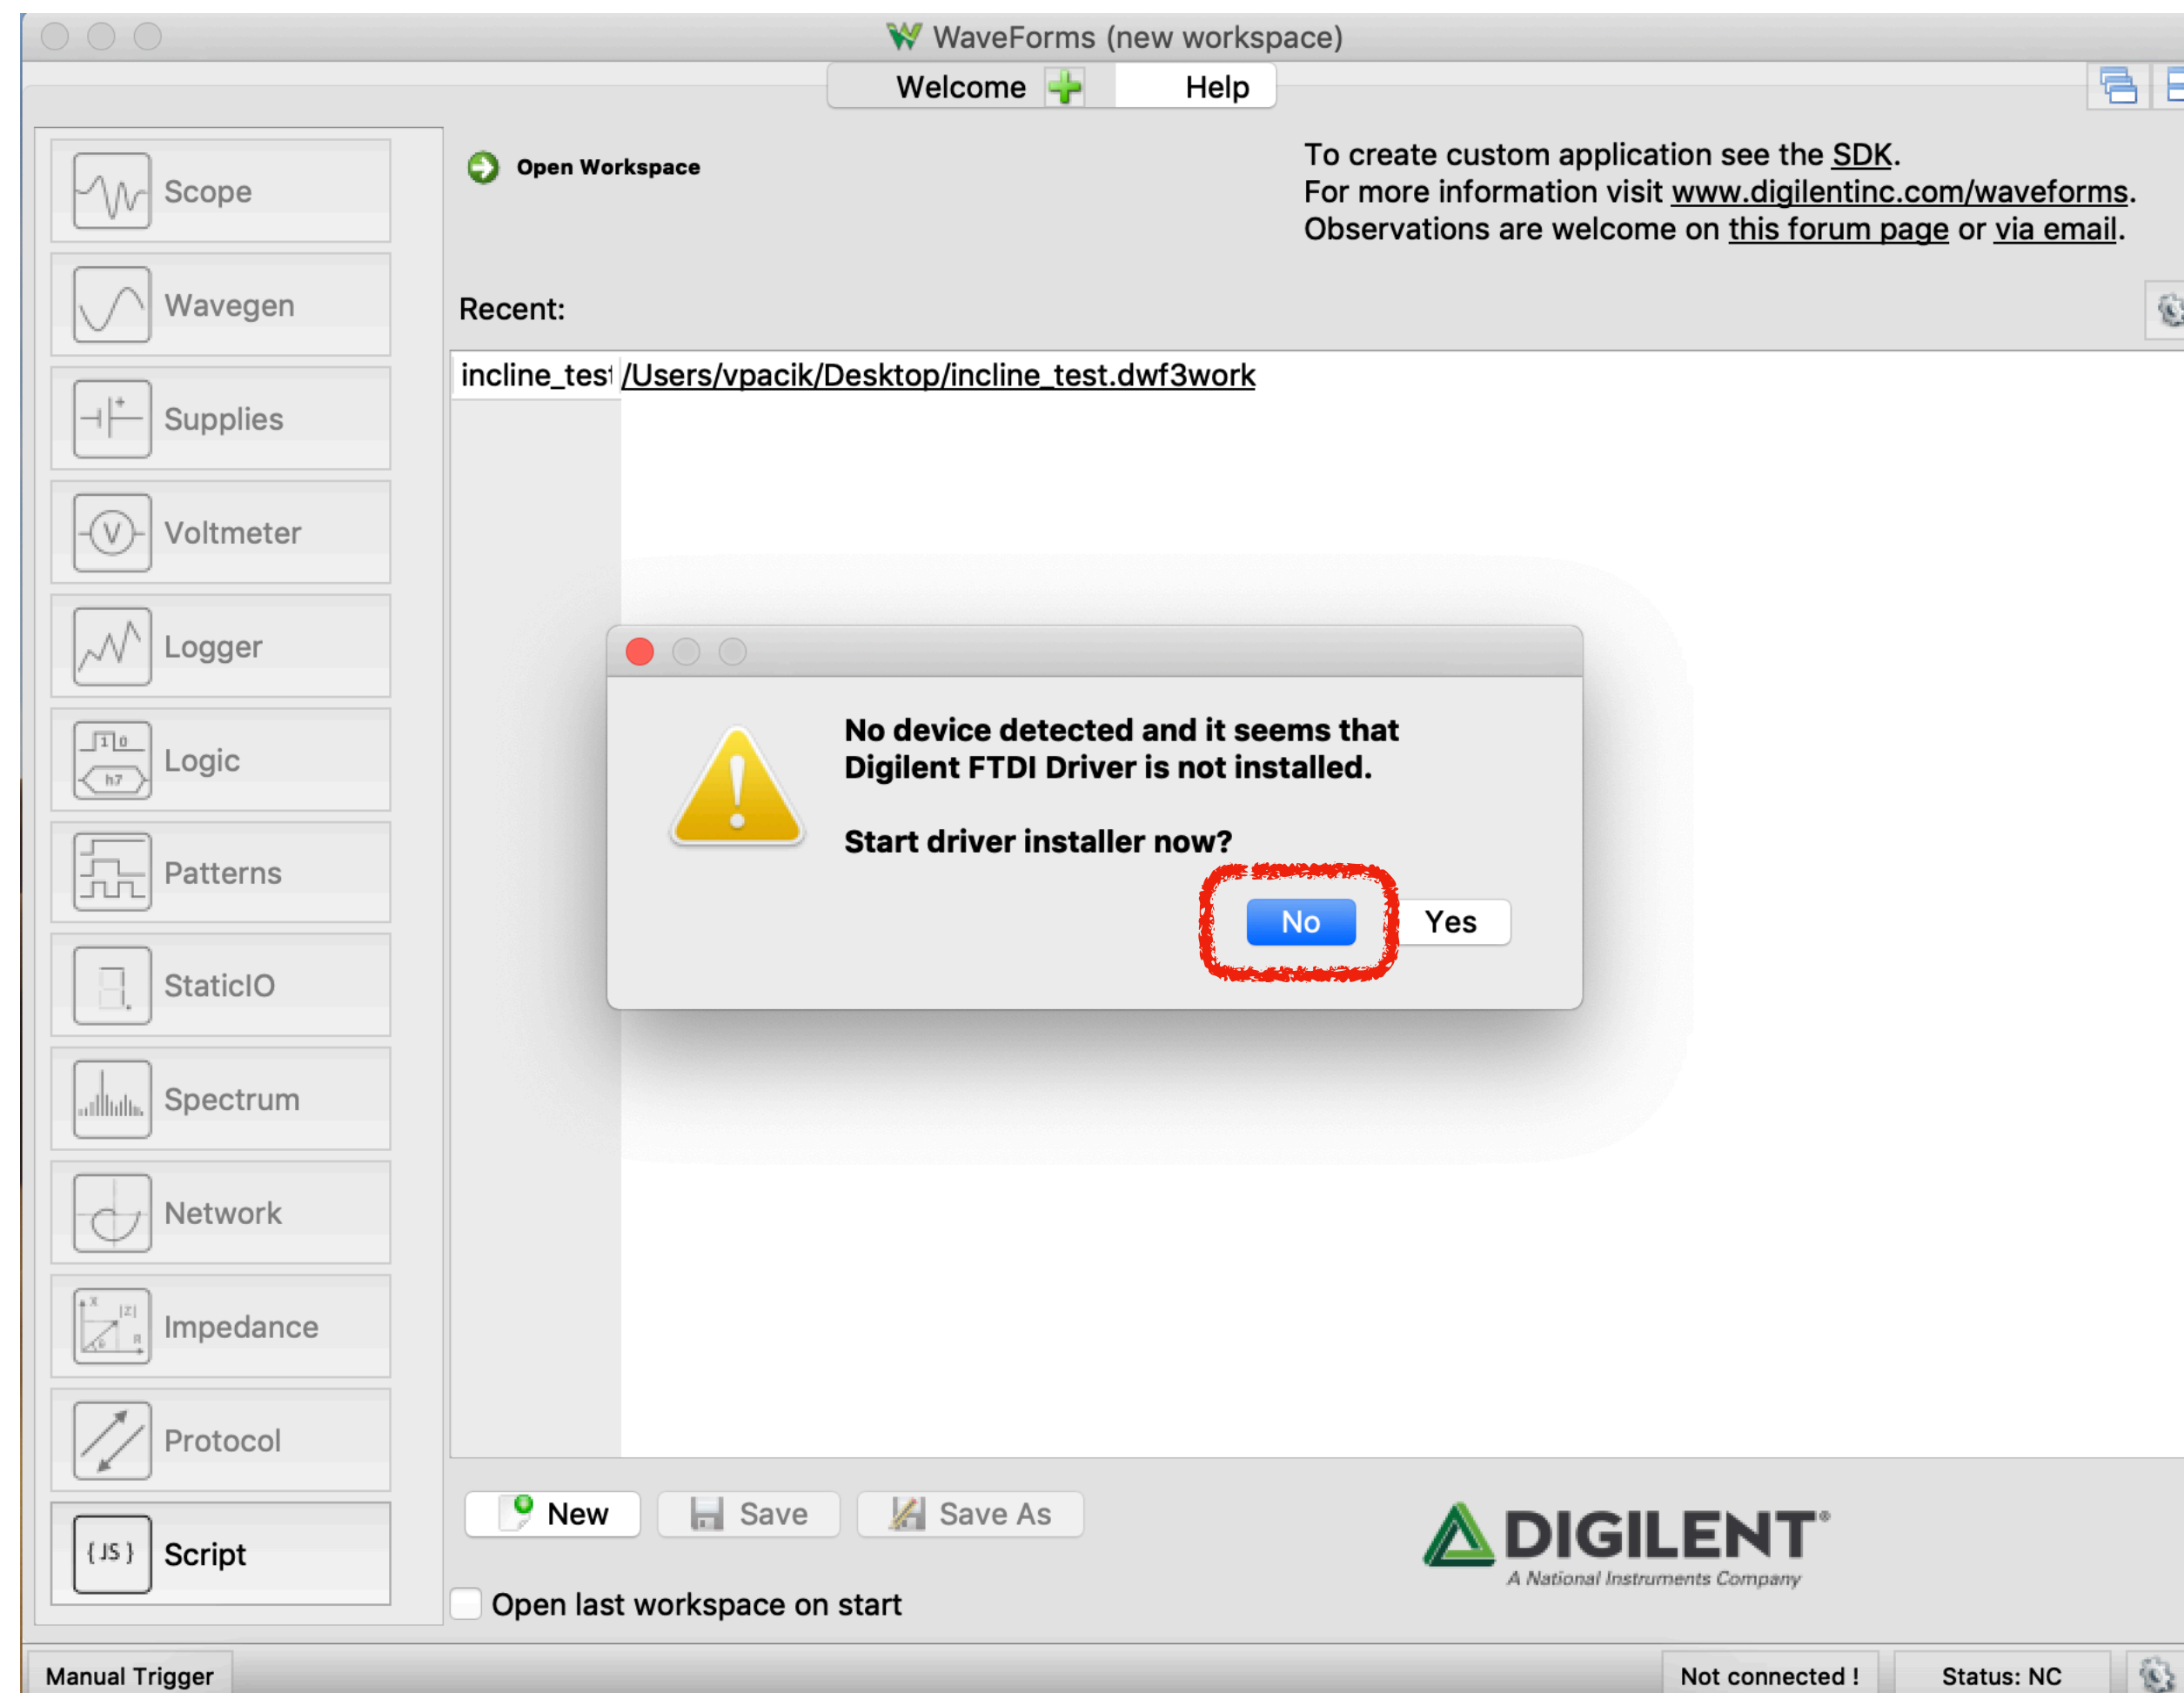 WaveForms (new workspace)
Welcome Help
Scope
Wavegen
Supplies
Voltmeter
Logger
Logic
Patterns
StaticIO
Spectrum
Network
Impedance
Protocol
{JS} Script
Open Workspace
To create custom application see the SDK.
For more information visit www.digilentinc.com/waveforms.
Observations are welcome on this forum page or via email.
Recent:
incline_test /Users/vpacik/Desktop/incline_test.dwf3work
No device detected and it seems that
Digilent FTDI Driver is not installed.
Start driver installer now?
No Yes
New Save Save As
Open last workspace on start
DIGILENT®
A National Instruments Company
Manual Trigger Not connected ! Status: NC